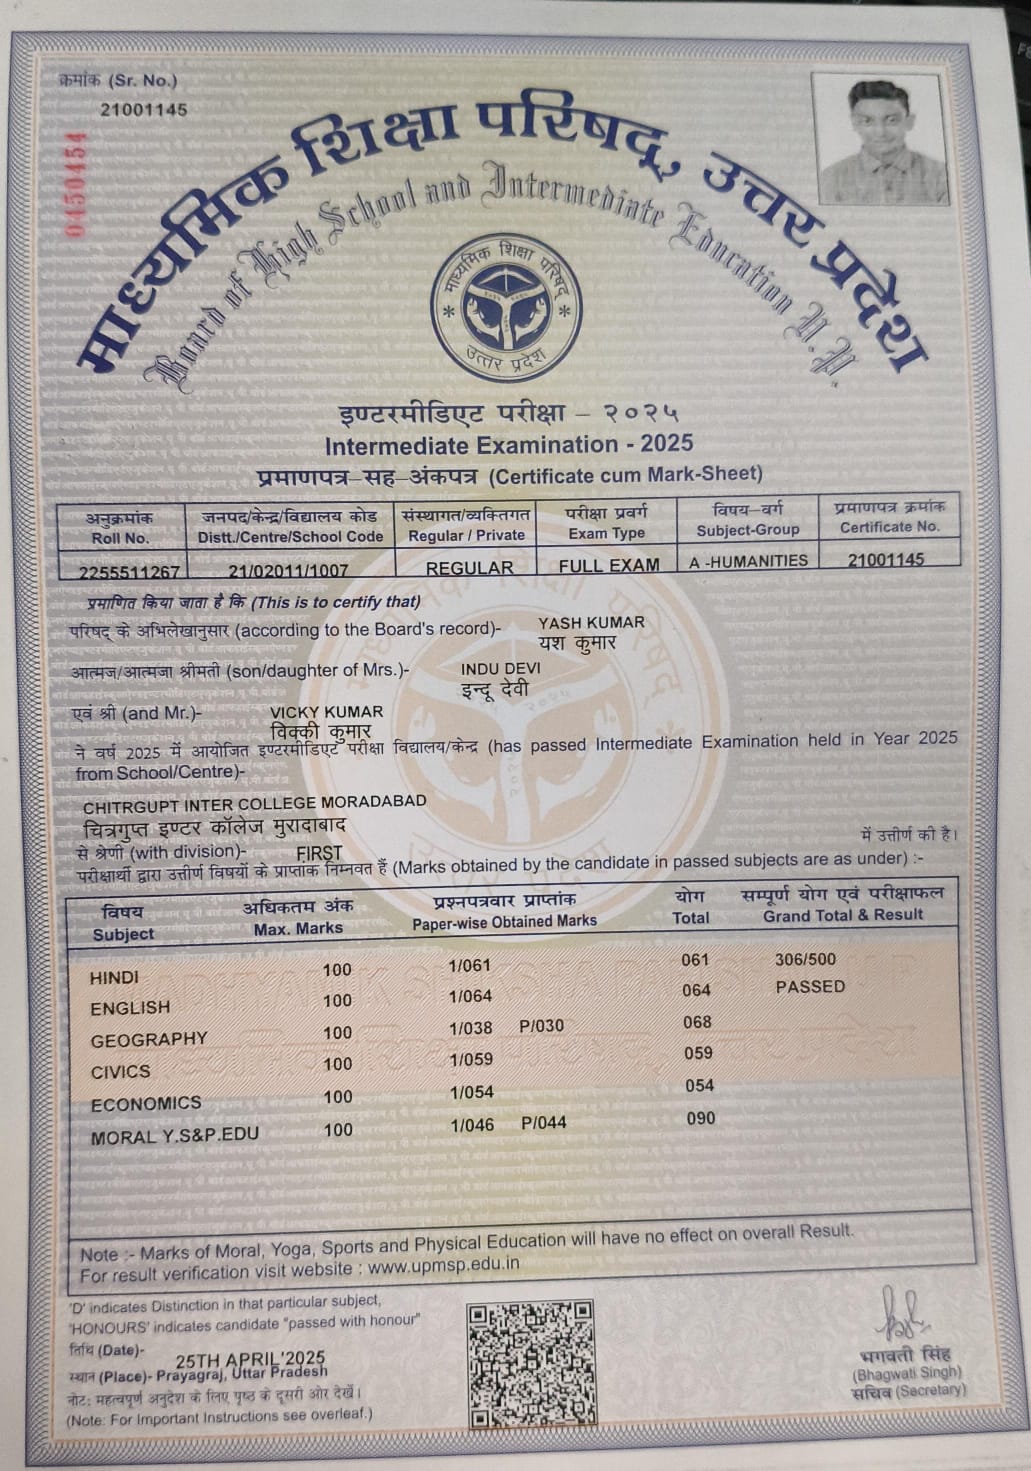 क्रमांक (Sr. No.)
21001145
0450454
माध्यमिक शिक्षा परिषद्, उत्तर प्रदेश
Board of High School and Intermediate Education U.P.
माध्यमिक शिक्षा परिषद्
उत्तर प्रदेश
इण्टरमीडिएट परीक्षा – २०२५
Intermediate Examination - 2025
प्रमाणपत्र–सह–अंकपत्र (Certificate cum Mark-Sheet)
अनुक्रमांक जनपद/केन्द्र/विद्यालय कोड संस्थागत/व्यक्तिगत परीक्षा प्रवर्ग विषय–वर्ग प्रमाणपत्र क्रमांक
Roll No. Distt./Centre/School Code Regular / Private Exam Type Subject-Group Certificate No.
2255511267 21/02011/1007 REGULAR FULL EXAM A -HUMANITIES 21001145
प्रमाणित किया जाता है कि (This is to certify that)
परिषद् के अभिलेखानुसार (according to the Board's record)- YASH KUMAR
यश कुमार
आत्मज/आत्मजा श्रीमती (son/daughter of Mrs.)- INDU DEVI
इन्दू देवी
एवं श्री (and Mr.)- VICKY KUMAR
विक्की कुमार
ने वर्ष 2025 में आयोजित इण्टरमीडिएट परीक्षा विद्यालय/केन्द्र (has passed Intermediate Examination held in Year 2025
from School/Centre)-
CHITRGUPT INTER COLLEGE MORADABAD
चित्रगुप्त इण्टर कॉलेज मुरादाबाद
में उत्तीर्ण की है।
से श्रेणी (with division)- FIRST
परीक्षार्थी द्वारा उत्तीर्ण विषयों के प्राप्तांक निम्नवत हैं (Marks obtained by the candidate in passed subjects are as under) :-
विषय अधिकतम अंक प्रश्नपत्रवार प्राप्तांक योग सम्पूर्ण योग एवं परीक्षाफल
Subject Max. Marks Paper-wise Obtained Marks Total Grand Total & Result
HINDI 100 1/061 061 306/500
ENGLISH 100 1/064 064 PASSED
GEOGRAPHY 100 1/038 P/030 068
CIVICS 100 1/059 059
ECONOMICS 100 1/054 054
MORAL Y.S&P.EDU 100 1/046 P/044 090
Note :- Marks of Moral, Yoga, Sports and Physical Education will have no effect on overall Result.
For result verification visit website : www.upmsp.edu.in
'D' indicates Distinction in that particular subject,
'HONOURS' indicates candidate "passed with honour"
तिथि (Date)-
25TH APRIL'2025
स्थान (Place)- Prayagraj, Uttar Pradesh
नोट: महत्वपूर्ण अनुदेश के लिए पृष्ठ के दूसरी ओर देखें।
(Note: For Important Instructions see overleaf.)
भगवती सिंह
(Bhagwati Singh)
सचिव (Secretary)